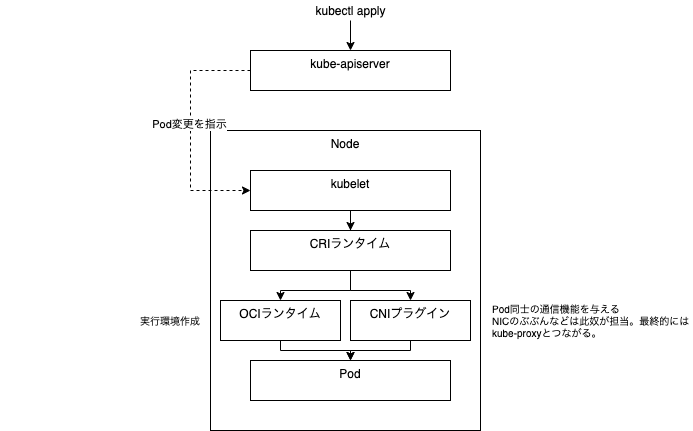 kubectl apply
kube-apiserver
Pod変更を指示
Node
kubelet
CRIランタイム
OCIランタイム
CNIプラグイン
実行環境作成
Pod同士の通信機能を与える
NICのぶぶんなどは此奴が担当。最終的には
kube-proxyとつながる。
Pod